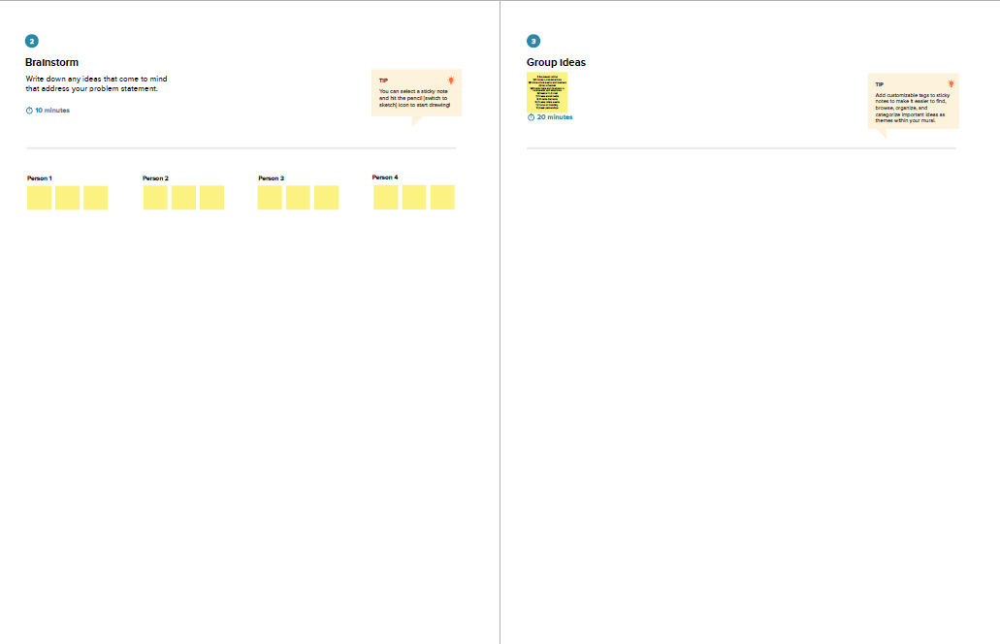 2
Brainstorm
Write down any ideas that come to mind
that address your problem statement.
10 minutes
TIP
You can select a sticky note
and hit the pencil [switch to
sketch] icon to start drawing!
Person 1
Person 2
Person 3
Person 4
3
Group Ideas
20 minutes
TIP
Add customizable tags to sticky
notes to make it easier to find,
browse, organize, and
categorize important ideas as
themes within your mural.